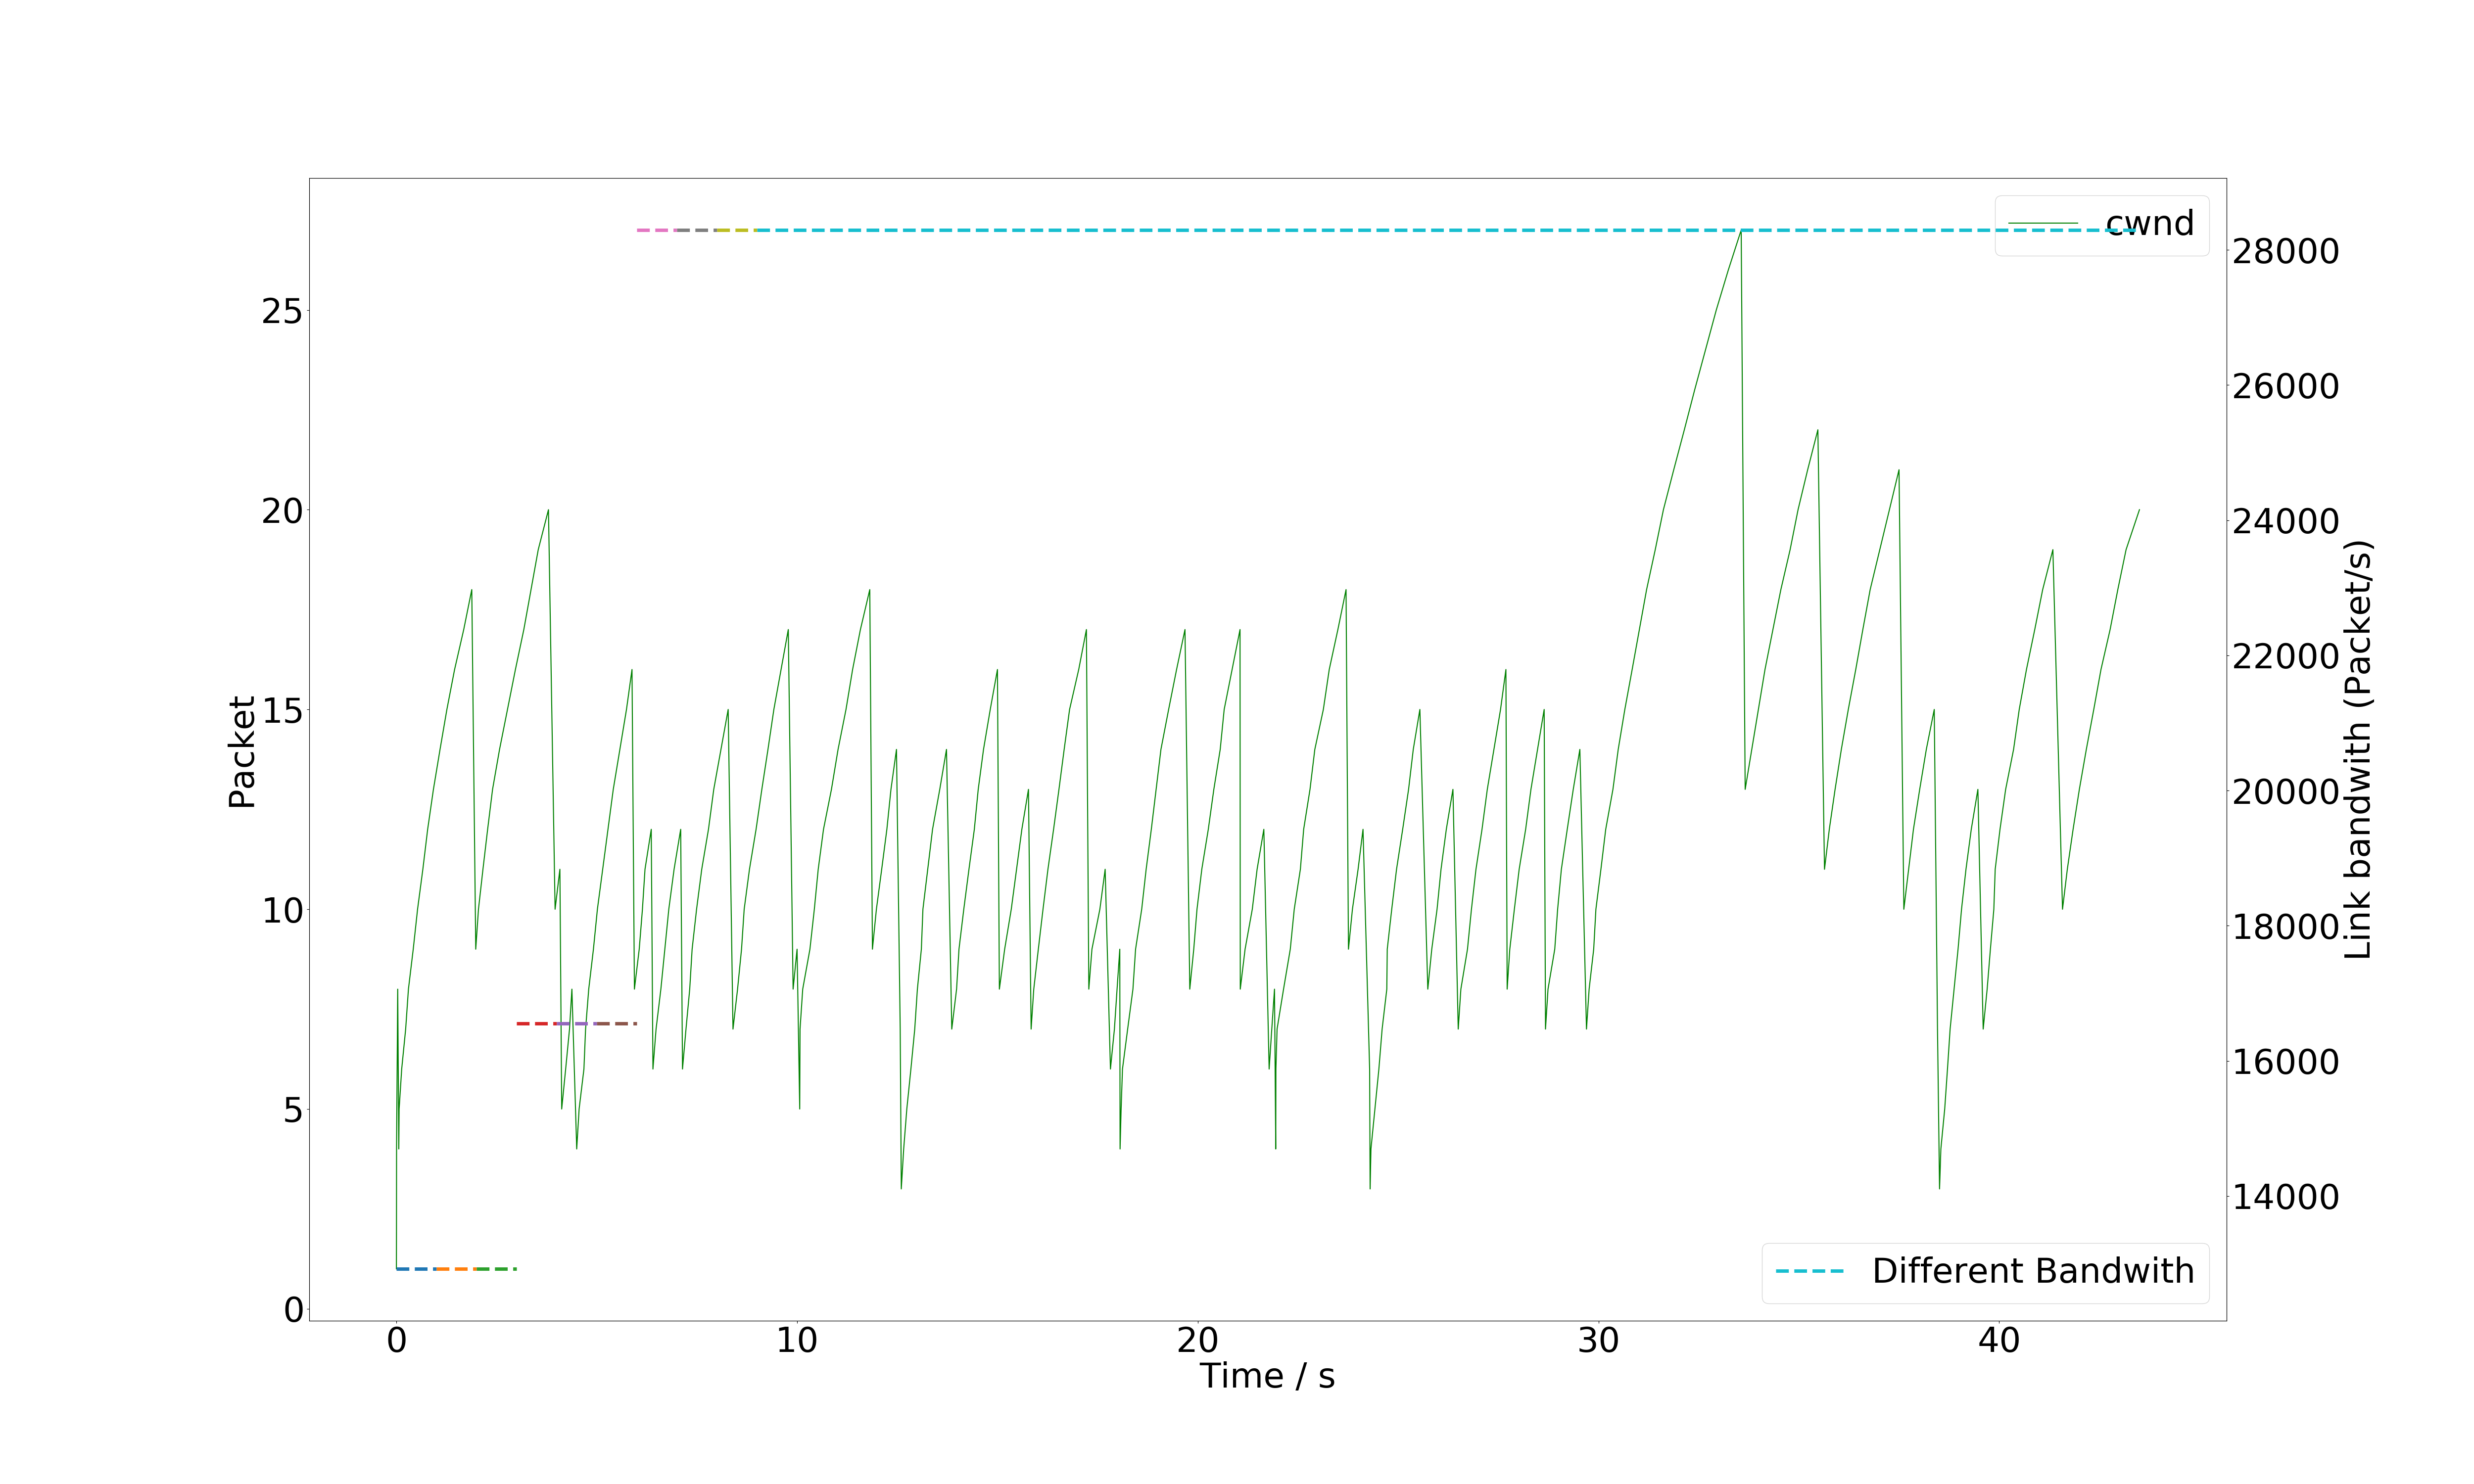 cwnd
28000
26000
24000
22000
20000
18000
16000
14000
Link bandwith (Packet/s)
25
20
15
10
5
0
Packet
Different Bandwith
0 10 20 30 40
Time / s